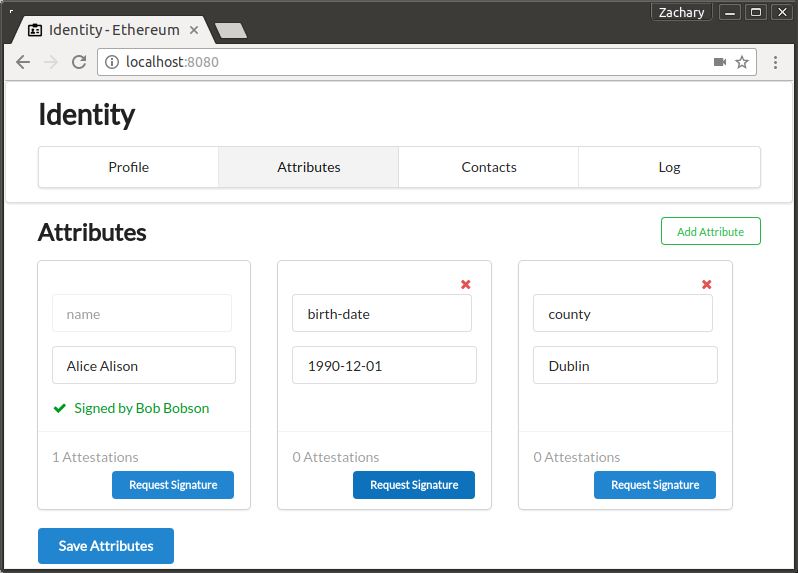 Zachary
Identity - Ethereum
localhost:8080
Identity
Profile Attributes Contacts Log
Attributes Add Attribute
name birth-date county
Alice Alison 1990-12-01 Dublin
Signed by Bob Bobson
1 Attestations 0 Attestations 0 Attestations
Request Signature Request Signature Request Signature
Save Attributes